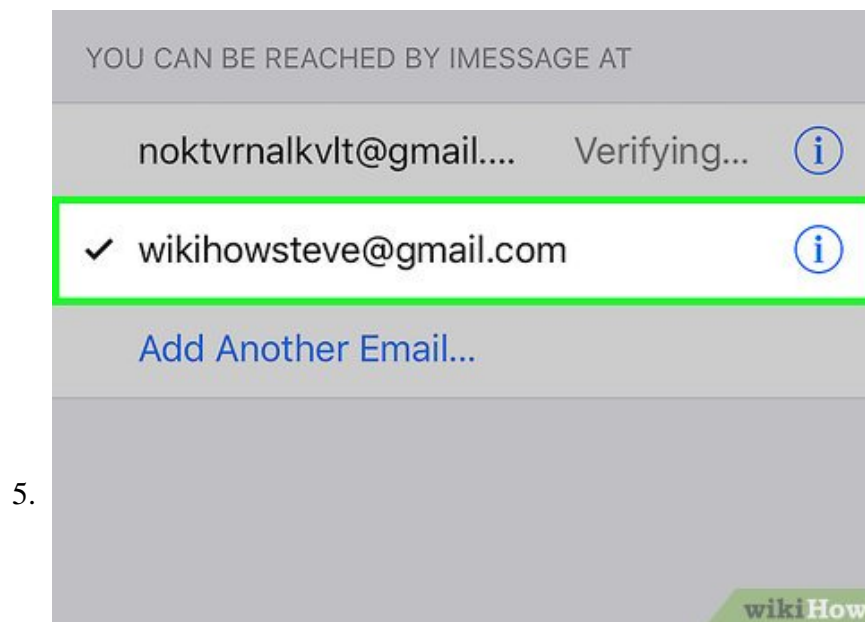 YOU CAN BE REACHED BY IMESSAGE AT
noktvrnalkvlt@gmail.... Verifying... i
✓ wikihowsteve@gmail.com i
Add Another Email...
5.
wikiHow